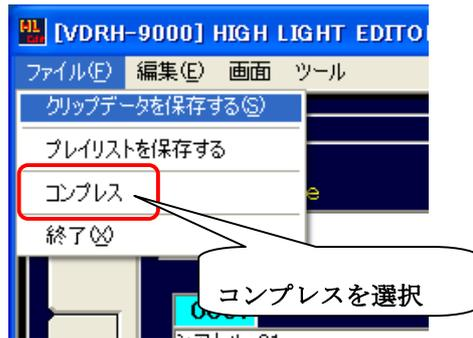 [VDRH-9000] HIGH LIGHT EDITO
ファイル(F) 編集(E) 画面 ツール
クリップデータを保存する(S)
プレイリストを保存する
コンプレス
終了(X)
コンプレスを選択